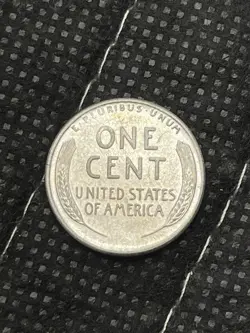 E·PLURIBUS·UNUM
ONE
CENT
UNITED STATES
OF AMERICA